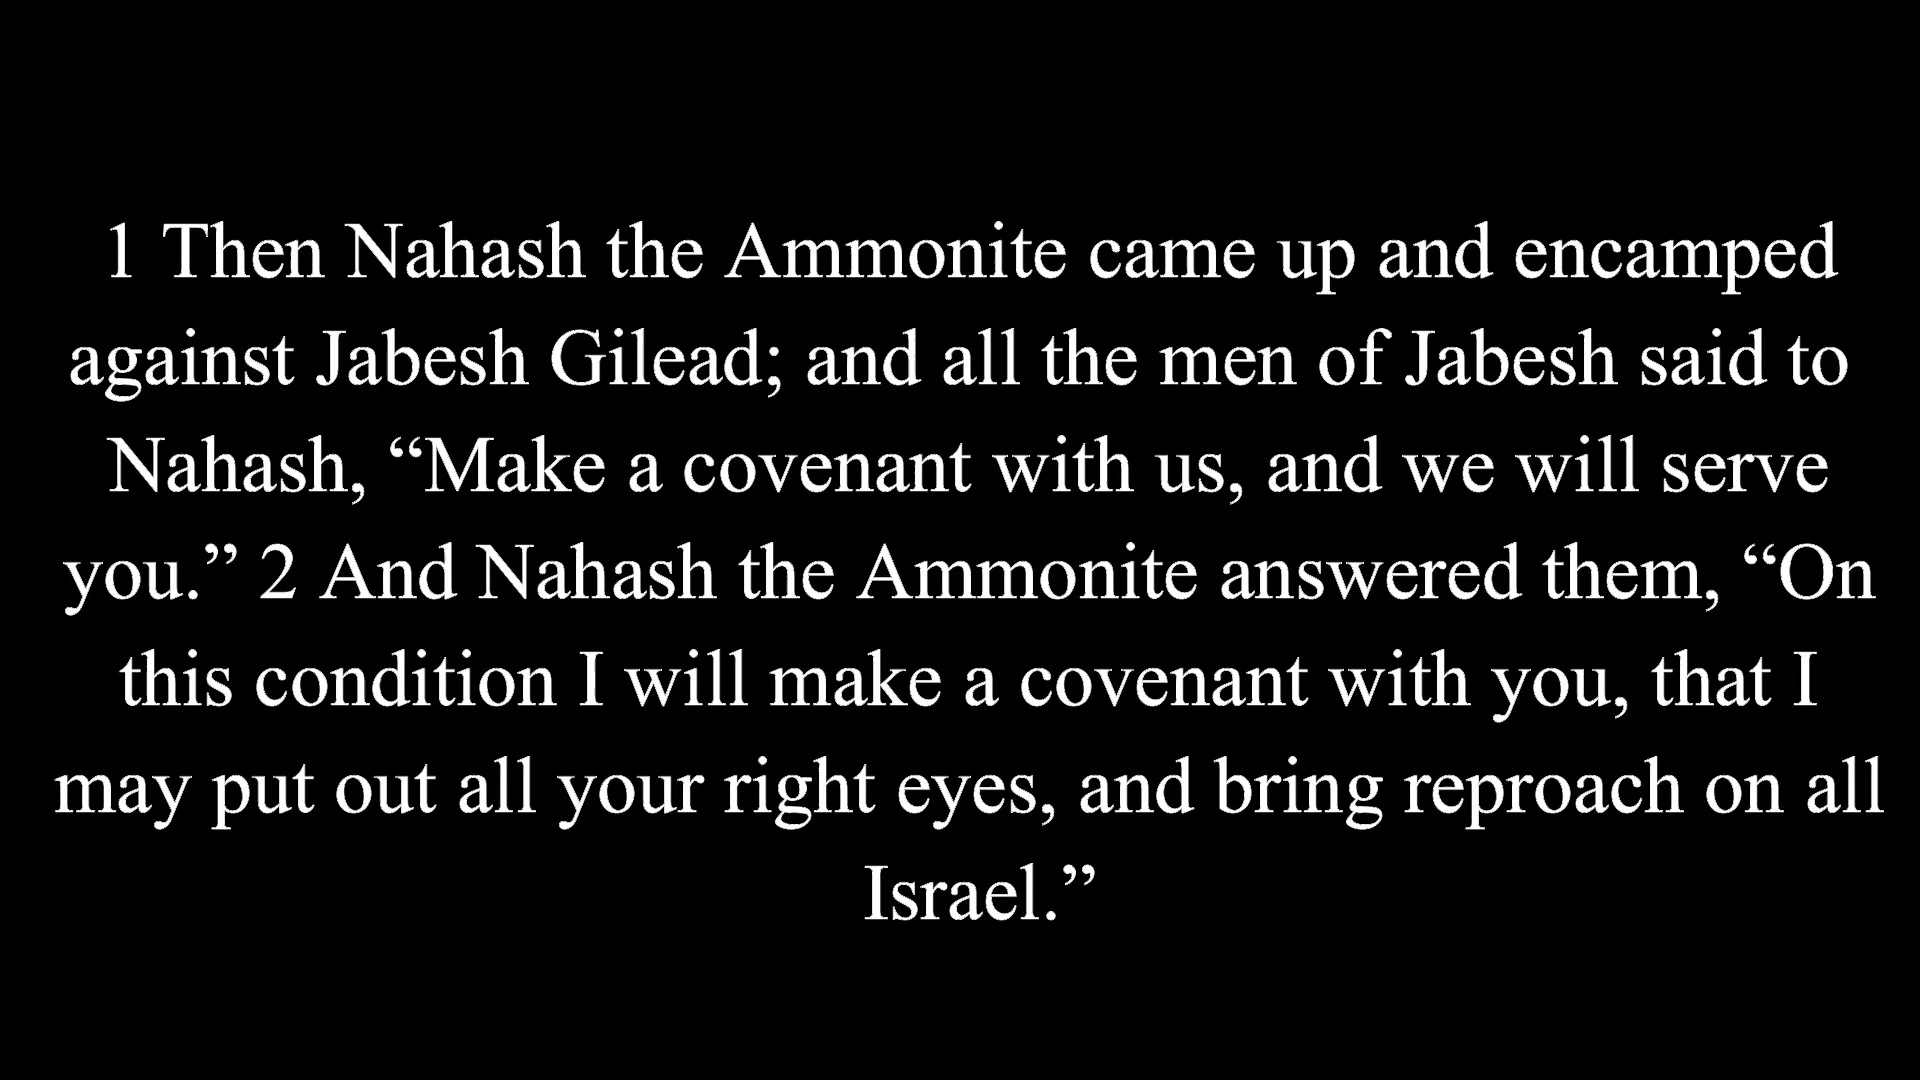 1 Then Nahash the Ammonite came up and encamped
against Jabesh Gilead; and all the men of Jabesh said to
Nahash, “Make a covenant with us, and we will serve
you.” 2 And Nahash the Ammonite answered them, “On
this condition I will make a covenant with you, that I
may put out all your right eyes, and bring reproach on all
Israel.”